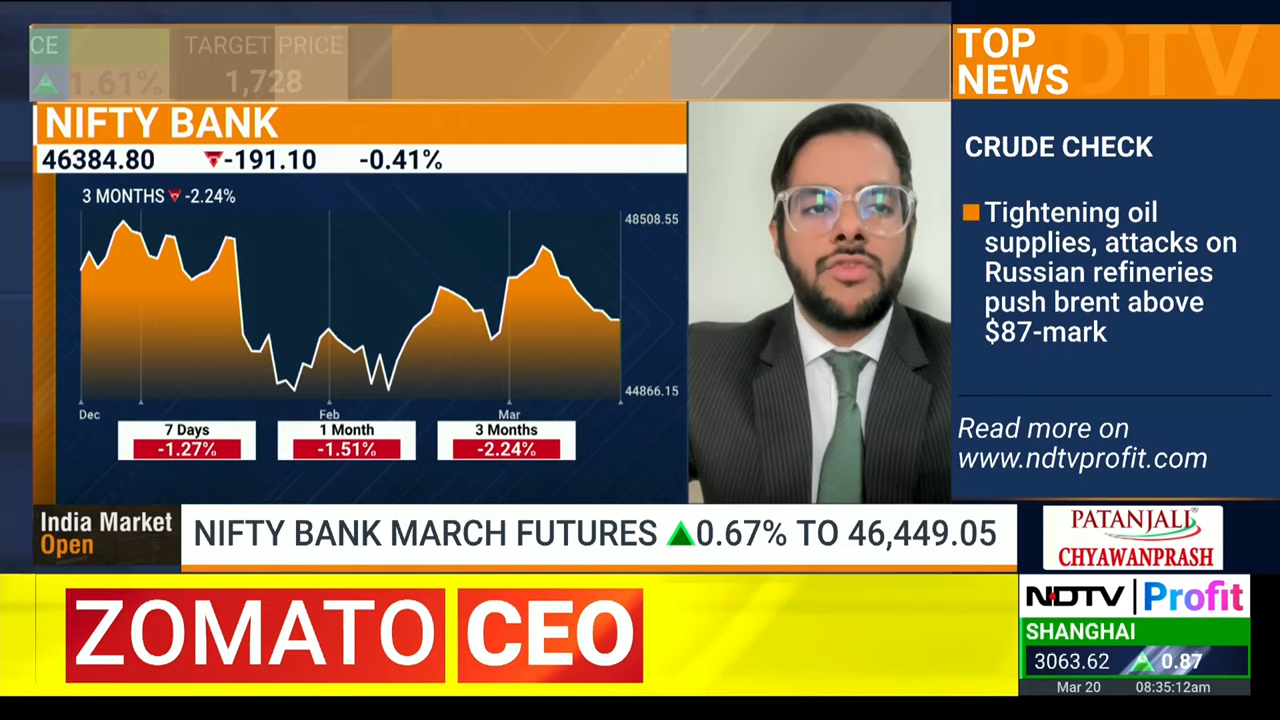 CE
TARGET PRICE
1.61%
1,728
TOP
NEWS
NDTV
NIFTY BANK
46384.80 -191.10 -0.41%
3 MONTHS -2.24%
48508.55
44866.15
Dec Feb Mar
7 Days 1 Month 3 Months
-1.27% -1.51% -2.24%
CRUDE CHECK
Tightening oil
supplies, attacks on
Russian refineries
push brent above
$87-mark
Read more on
www.ndtvprofit.com
India Market
Open
NIFTY BANK MARCH FUTURES ▲0.67% TO 46,449.05
PATANJALI®
CHYAWANPRASH
ZOMATO CEO
NDTV Profit
SHANGHAI
3063.62 0.87
Mar 20 08:35:12am